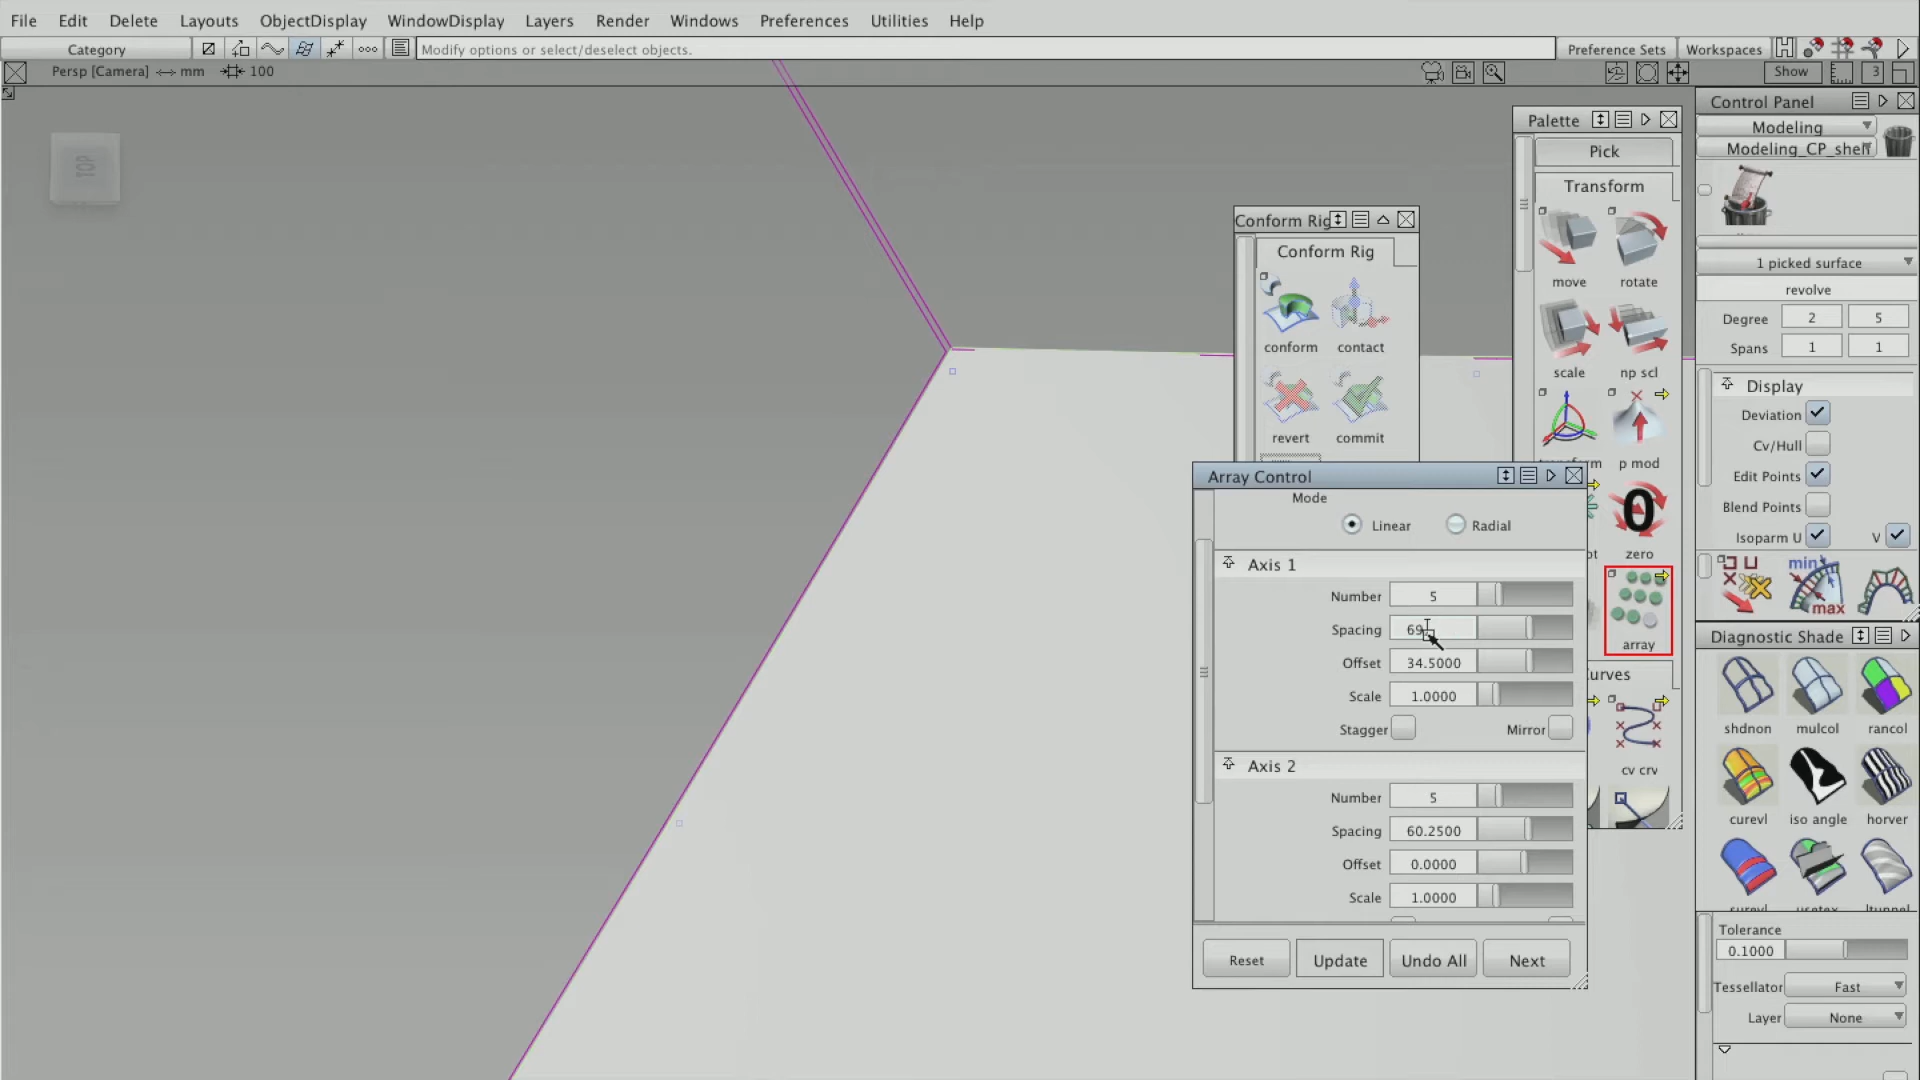 File Edit Delete Layouts ObjectDisplay WindowDisplay Layers Render Windows Preferences Utilities Help
Category
Modify options or select/deselect objects.
Preference Sets Workspaces
Persp [Camera] mm 100
Show 3
TOP
Palette
Pick
Transform
move rotate
scale np scl
p mod
zero
array
cv crv
Conform Rig
Conform Rig
conform contact
revert commit
Array Control
Mode
Linear Radial
Axis 1
Number 5
Spacing 69
Offset 34.5000
Scale 1.0000
Stagger Mirror
Axis 2
Number 5
Spacing 60.2500
Offset 0.0000
Scale 1.0000
Reset Update Undo All Next
Control Panel
Modeling
Modeling_CP_shelf
1 picked surface
revolve
Degree 2 5
Spans 1 1
Display
Deviation
Cv/Hull
Edit Points
Blend Points
Isoparm U V
min
max
Diagnostic Shade
shdnon mulcol rancol
curevl iso angle horver
Tolerance
0.1000
Tessellator Fast
Layer None